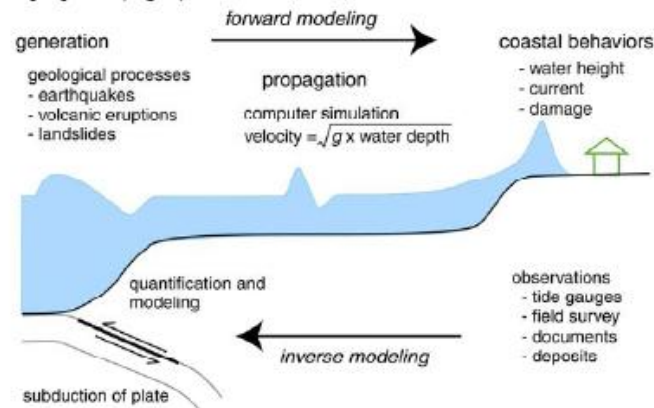 forward modeling
generation
geological processes
- earthquakes
- volcanic eruptions
- landslides
propagation
computer simulation
velocity =√g x water depth
coastal behaviors
- water height
- current
- damage
quantification and
modeling
observations
- tide gauges
- field survey
- documents
- deposits
inverse modeling
subduction of plate